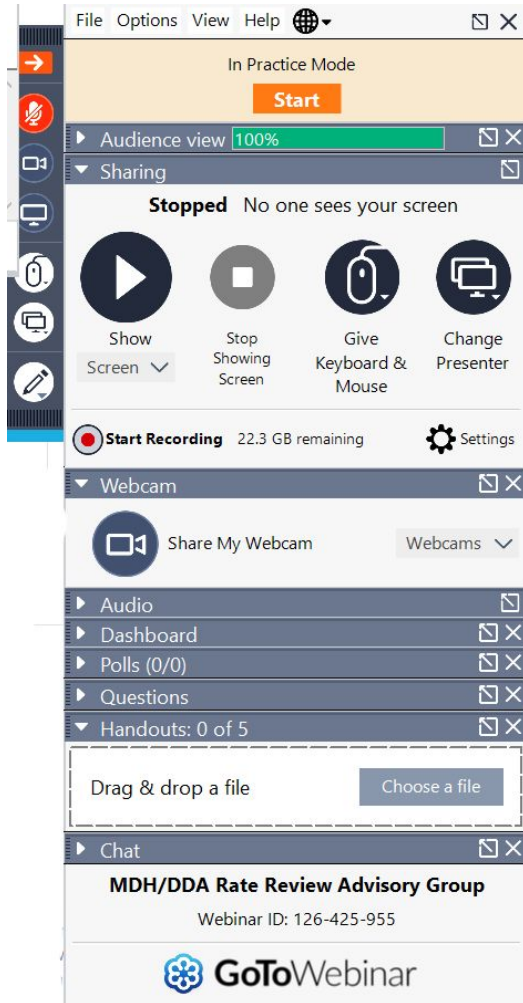 File Options View Help
In Practice Mode
Start
Audience view 100%
Sharing
Stopped No one sees your screen
Show
Screen
Stop
Showing
Screen
Give
Keyboard &
Mouse
Change
Presenter
Start Recording 22.3 GB remaining
Settings
Webcam
Share My Webcam
Webcams
Audio
Dashboard
Polls (0/0)
Questions
Handouts: 0 of 5
Drag & drop a file
Choose a file
Chat
MDH/DDA Rate Review Advisory Group
Webinar ID: 126-425-955
GoToWebinar